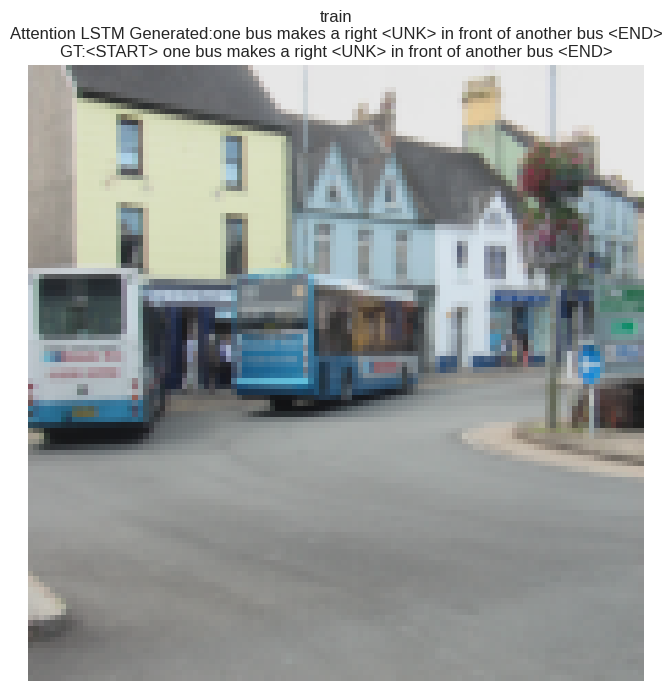 train
Attention LSTM Generated:one bus makes a right <UNK> in front of another bus <END>
GT:<START> one bus makes a right <UNK> in front of another bus <END>